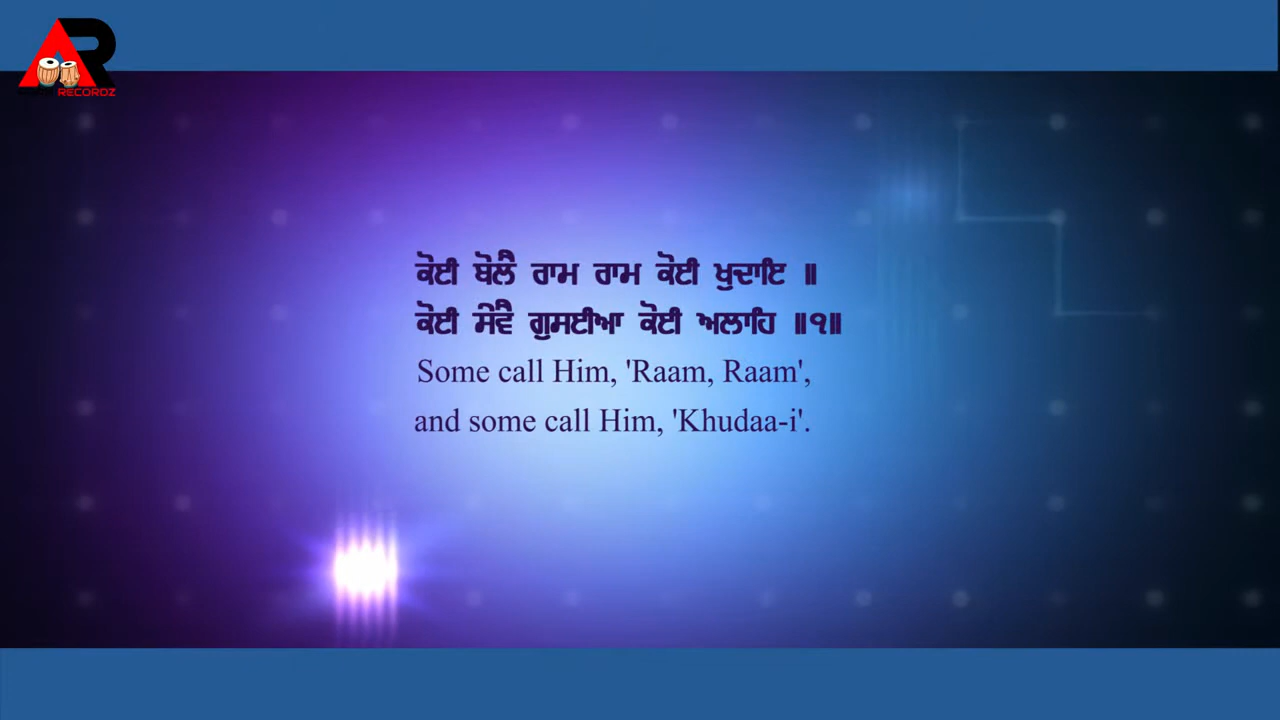 RECORDZ
ਕੋਈ ਬੋਲੈ ਰਾਮ ਰਾਮ ਕੋਈ ਖੁਦਾਇ ॥
ਕੋਈ ਸੇਵੈ ਗੁਸਈਆ ਕੋਈ ਅਲਾਹਿ ॥੧॥
Some call Him, 'Raam, Raam',
and some call Him, 'Khudaa-i'.